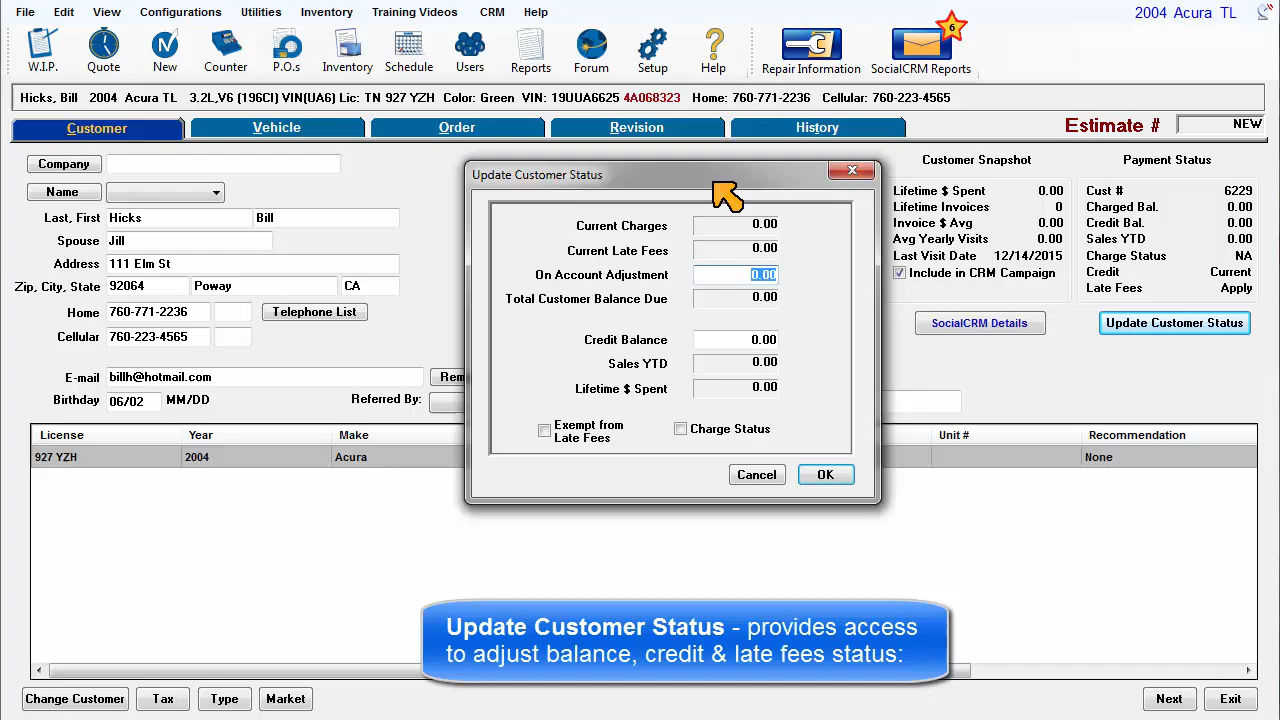 File Edit View Configurations Utilities Inventory Training Videos CRM Help 2004 Acura TL
6
W.I.P. Quote New Counter P.O.s Inventory Schedule Users Reports Forum Setup Help Repair Information SocialCRM Reports
Hicks, Bill 2004 Acura TL 3.2L,V6 (196CI) VIN(UA6) Lic: TN 927 YZH Color: Green VIN: 19UUA6625 4A068323 Home: 760-771-2236 Cellular: 760-223-4565
Customer Vehicle Order Revision History Estimate # NEW
Company
Name
Last, First Hicks Bill
Spouse Jill
Address 111 Elm St
Zip, City, State 92064 Poway CA
Home 760-771-2236 Telephone List
Cellular 760-223-4565
E-mail billh@hotmail.com
Birthday 06/02 MM/DD Referred By:
Update Customer Status
Current Charges 0.00
Current Late Fees 0.00
On Account Adjustment 0.00
Total Customer Balance Due 0.00
Credit Balance 0.00
Sales YTD 0.00
Lifetime $ Spent 0.00
Exempt from
Late Fees
Charge Status
Cancel OK
Customer Snapshot
Lifetime $ Spent 0.00
Lifetime Invoices 0
Invoice $ Avg 0.00
Avg Yearly Visits 0.00
Last Visit Date 12/14/2015
Include in CRM Campaign
SocialCRM Details
Payment Status
Cust # 6229
Charged Bal. 0.00
Credit Bal. 0.00
Sales YTD 0.00
Charge Status NA
Credit Current
Late Fees Apply
Update Customer Status
License Year Make Unit # Recommendation
927 YZH 2004 Acura None
Update Customer Status - provides access
to adjust balance, credit & late fees status:
Change Customer Tax Type Market Next Exit